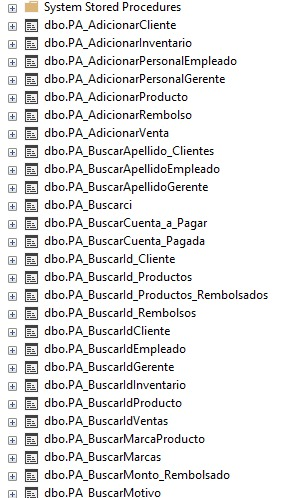 System Stored Procedures
dbo.PA_AdicionarCliente
dbo.PA_AdicionarInventario
dbo.PA_AdicionarPersonalEmpleado
dbo.PA_AdicionarPersonalGerente
dbo.PA_AdicionarProducto
dbo.PA_AdicionarRembolso
dbo.PA_AdicionarVenta
dbo.PA_BuscarApellido_Clientes
dbo.PA_BuscarApellidoEmpleado
dbo.PA_BuscarApellidoGerente
dbo.PA_Buscarci
dbo.PA_BuscarCuenta_a_Pagar
dbo.PA_BuscarCuenta_Pagada
dbo.PA_BuscarId_Cliente
dbo.PA_BuscarId_Productos
dbo.PA_BuscarId_Productos_Rembolsados
dbo.PA_BuscarId_Rembolsos
dbo.PA_BuscarIdCliente
dbo.PA_BuscarIdEmpleado
dbo.PA_BuscarIdGerente
dbo.PA_BuscarIdInventario
dbo.PA_BuscarIdProducto
dbo.PA_BuscarIdVentas
dbo.PA_BuscarMarcaProducto
dbo.PA_BuscarMarcas
dbo.PA_BuscarMonto_Rembolsado
dbo.PA_BuscarMotivo